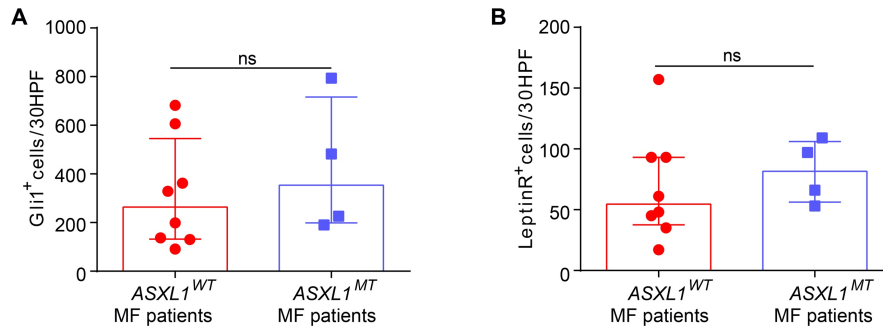 A
Gli1+ cells/30HPF
1000
800
600
400
200
0
ns
ASXL1WT
MF patients
ASXL1MT
MF patients
B
LeptinR+cells/30HPF
200
150
100
50
0
ns
ASXL1WT
MF patients
ASXL1MT
MF patients